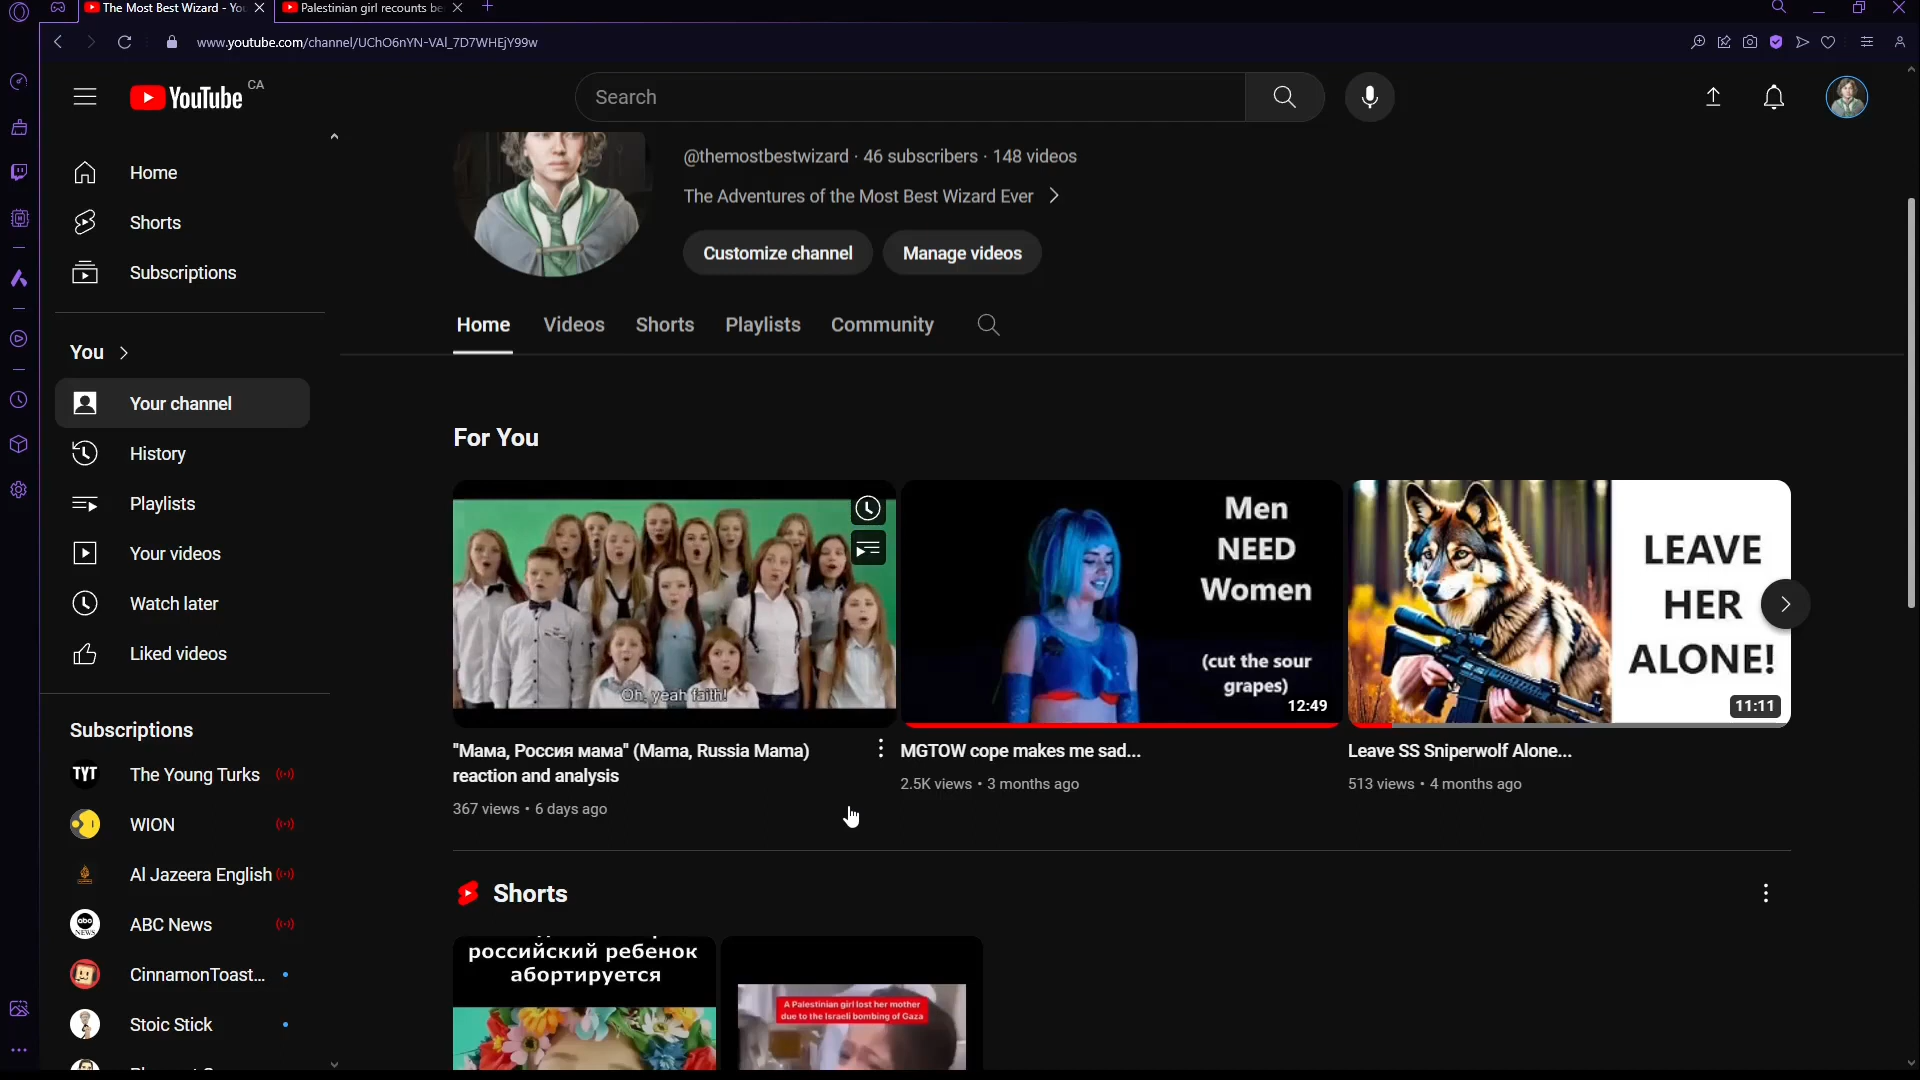 The Most Best Wizard - You
Palestinian girl recounts be
www.youtube.com/channel/UChO6nYN-VAl_7D7WHEjY99w
YouTube CA
Search
Home
Shorts
Subscriptions
You
Your channel
History
Playlists
Your videos
Watch later
Liked videos
Subscriptions
TYT The Young Turks
WION
Al Jazeera English
abc NEWS ABC News
CinnamonToast...
Stoic Stick
@themostbestwizard · 46 subscribers · 148 videos
The Adventures of the Most Best Wizard Ever
Customize channel Manage videos
Home Videos Shorts Playlists Community
For You
Oh, yeah faith!
"Мама, Россия мама" (Mama, Russia Mama)
reaction and analysis
367 views • 6 days ago
Men
NEED
Women
(cut the sour
grapes)
12:49
MGTOW cope makes me sad...
2.5K views • 3 months ago
LEAVE
HER
ALONE!
11:11
Leave SS Sniperwolf Alone...
513 views • 4 months ago
Shorts
российский ребенок
абортируется
A Palestinian girl lost her mother
due to the Israeli bombing of Gaza